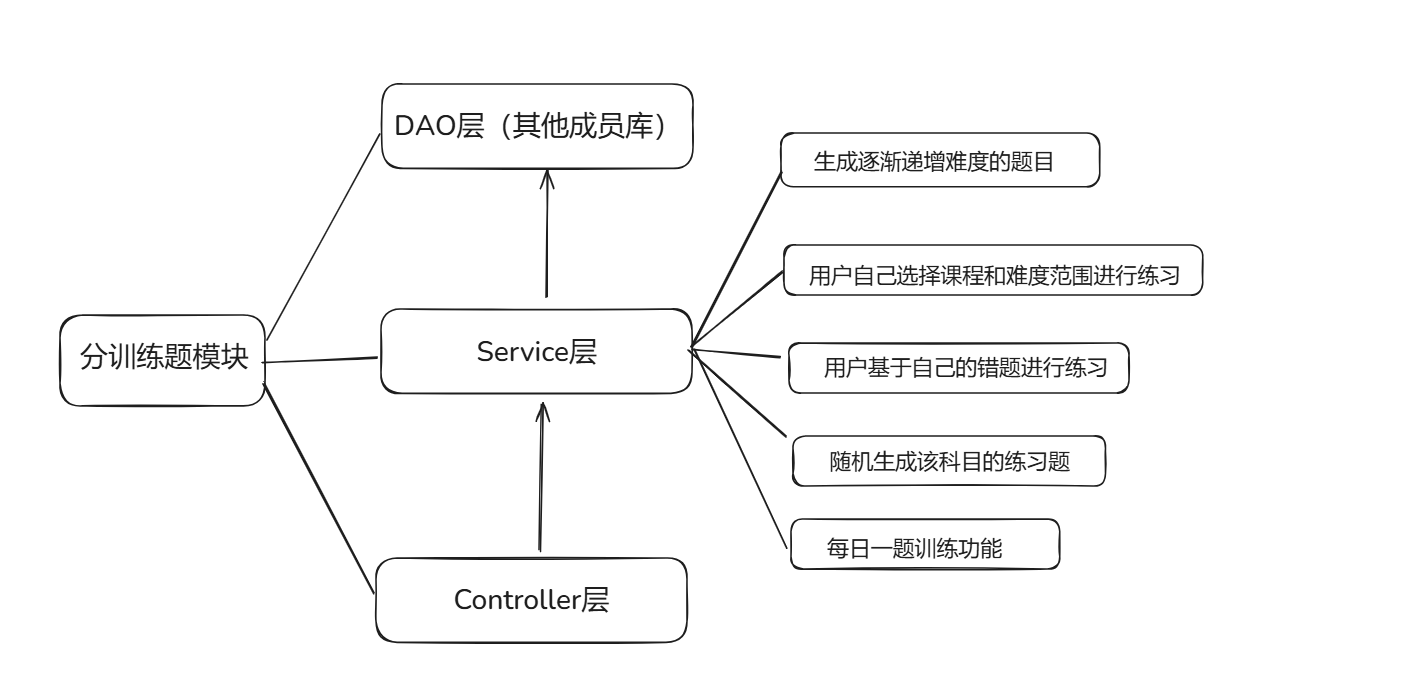 DAO层（其他成员库）
生成逐渐递增难度的题目
用户自己选择课程和难度范围进行练习
分训练题模块
Service层
用户基于自己的错题进行练习
随机生成该科目的练习题
每日一题训练功能
Controller层